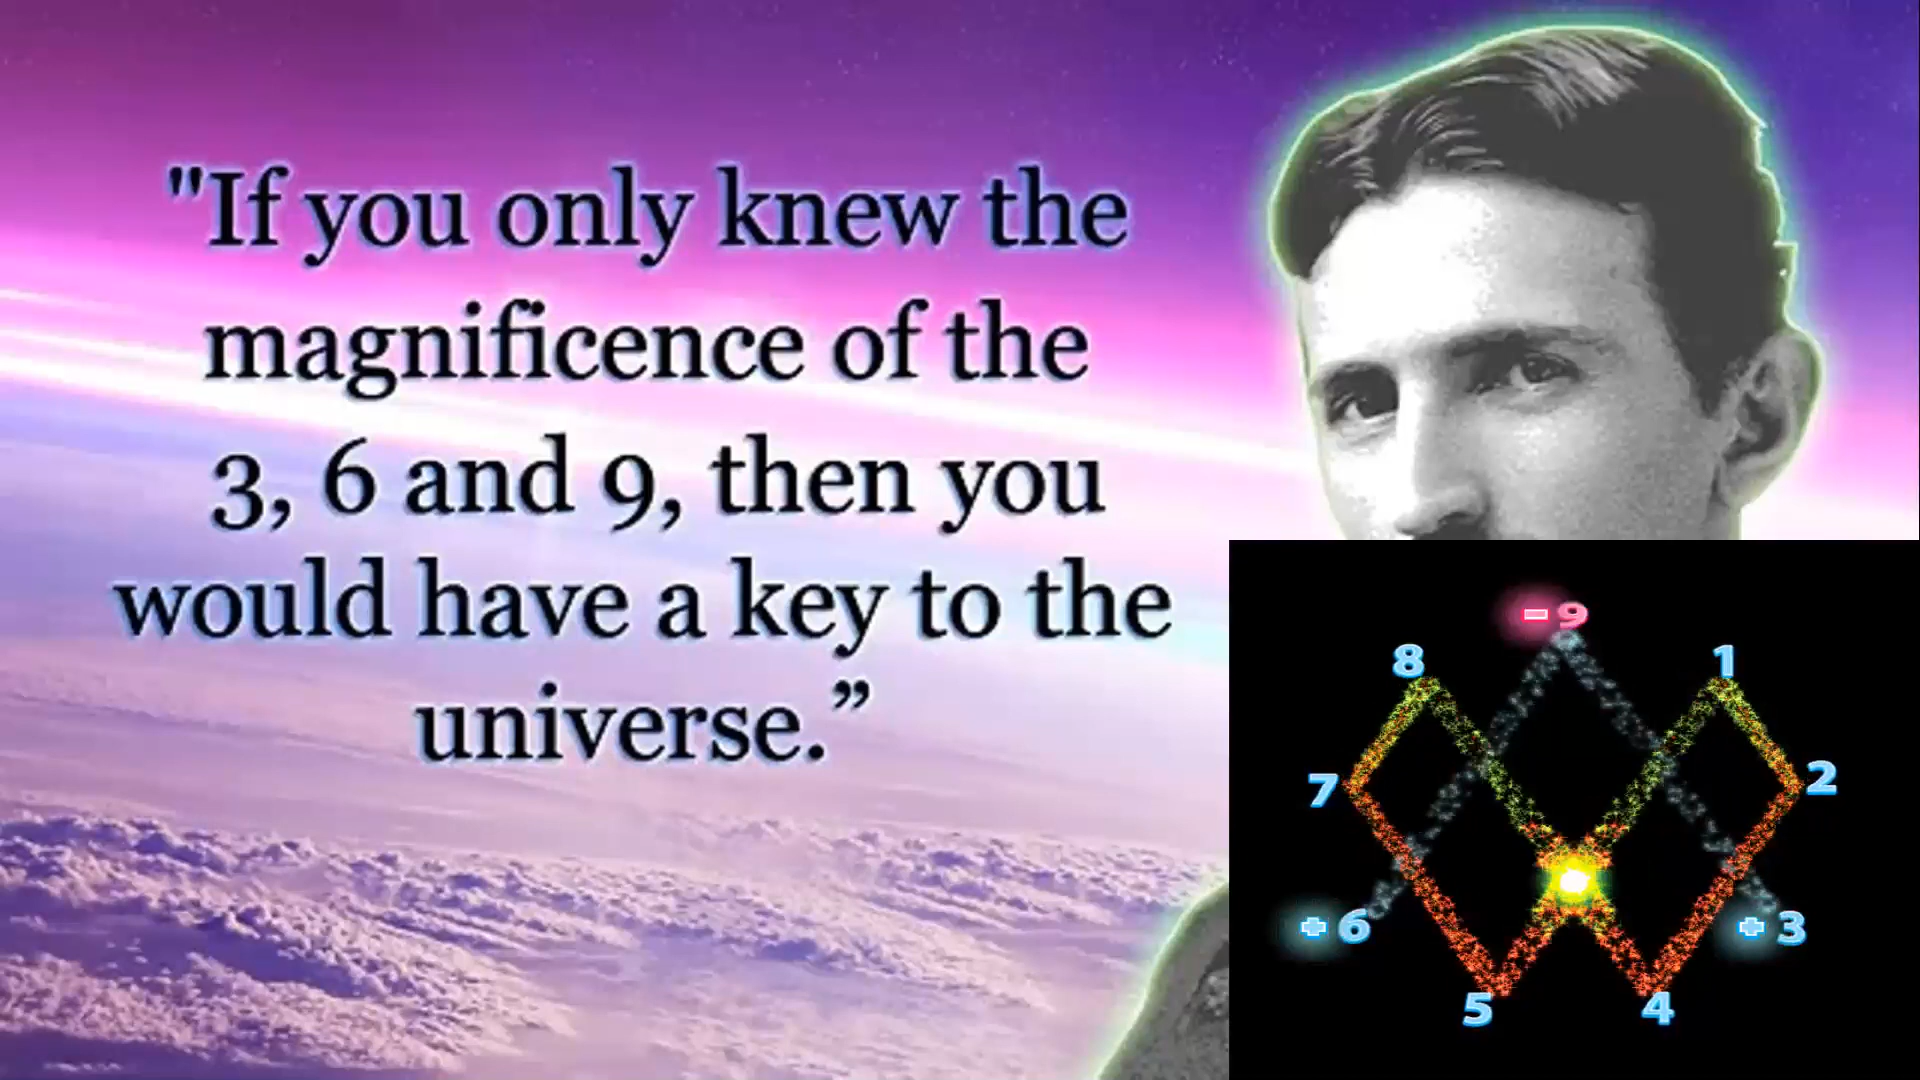 "If you only knew the
magnificence of the
3, 6 and 9, then you
would have a key to the
universe.”
- 9
8 1
7 2
+ 6 + 3
5 4